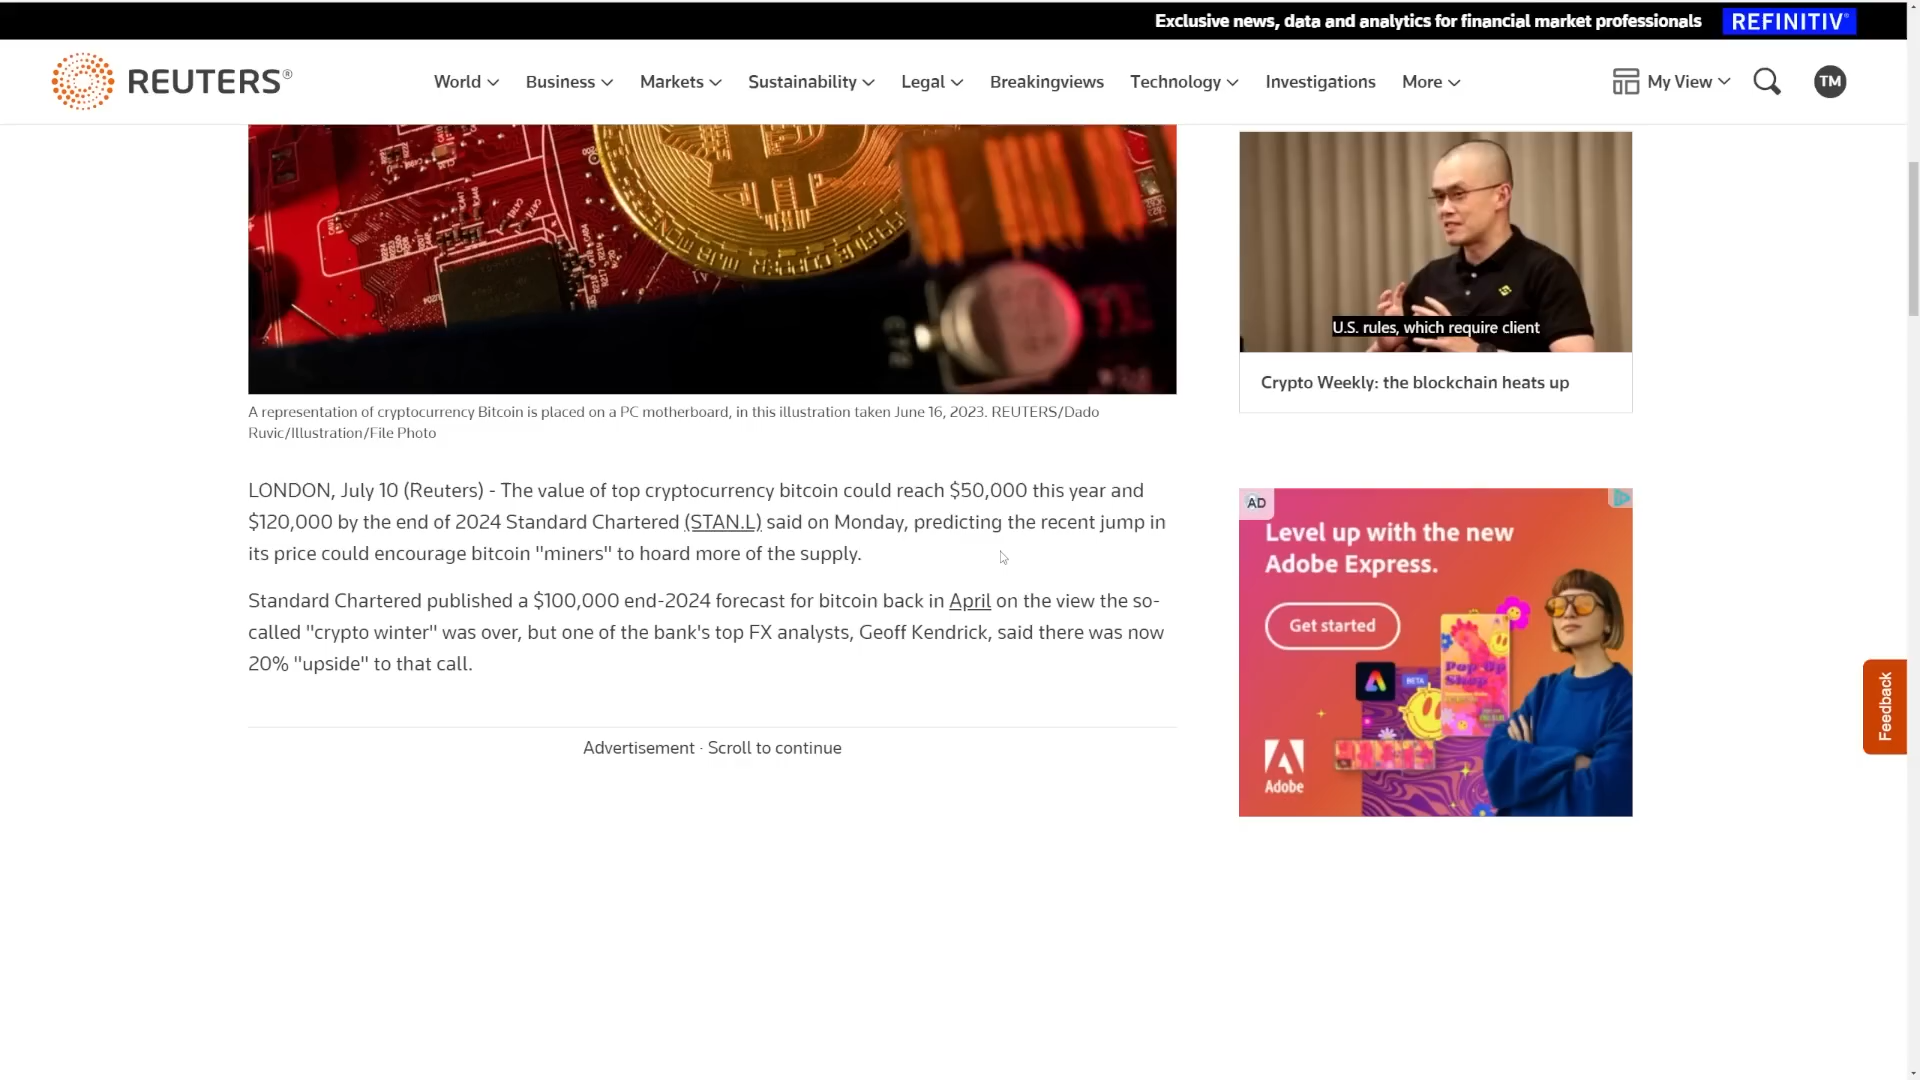 Exclusive news, data and analytics for financial market professionals REFINITIV
REUTERS®
World Business Markets Sustainability Legal Breakingviews Technology Investigations More
My View
TM
U.S. rules, which require client
Crypto Weekly: the blockchain heats up
A representation of cryptocurrency Bitcoin is placed on a PC motherboard, in this illustration taken June 16, 2023. REUTERS/Dado
Ruvic/Illustration/File Photo
LONDON, July 10 (Reuters) - The value of top cryptocurrency bitcoin could reach $50,000 this year and
$120,000 by the end of 2024 Standard Chartered (STAN.L) said on Monday, predicting the recent jump in
its price could encourage bitcoin "miners" to hoard more of the supply.
Standard Chartered published a $100,000 end-2024 forecast for bitcoin back in April on the view the so-
called "crypto winter" was over, but one of the bank's top FX analysts, Geoff Kendrick, said there was now
20% "upside" to that call.
Advertisement · Scroll to continue
AD
Level up with the new
Adobe Express.
Get started
BETA
Pop-Up
Shop
Adobe
Feedback